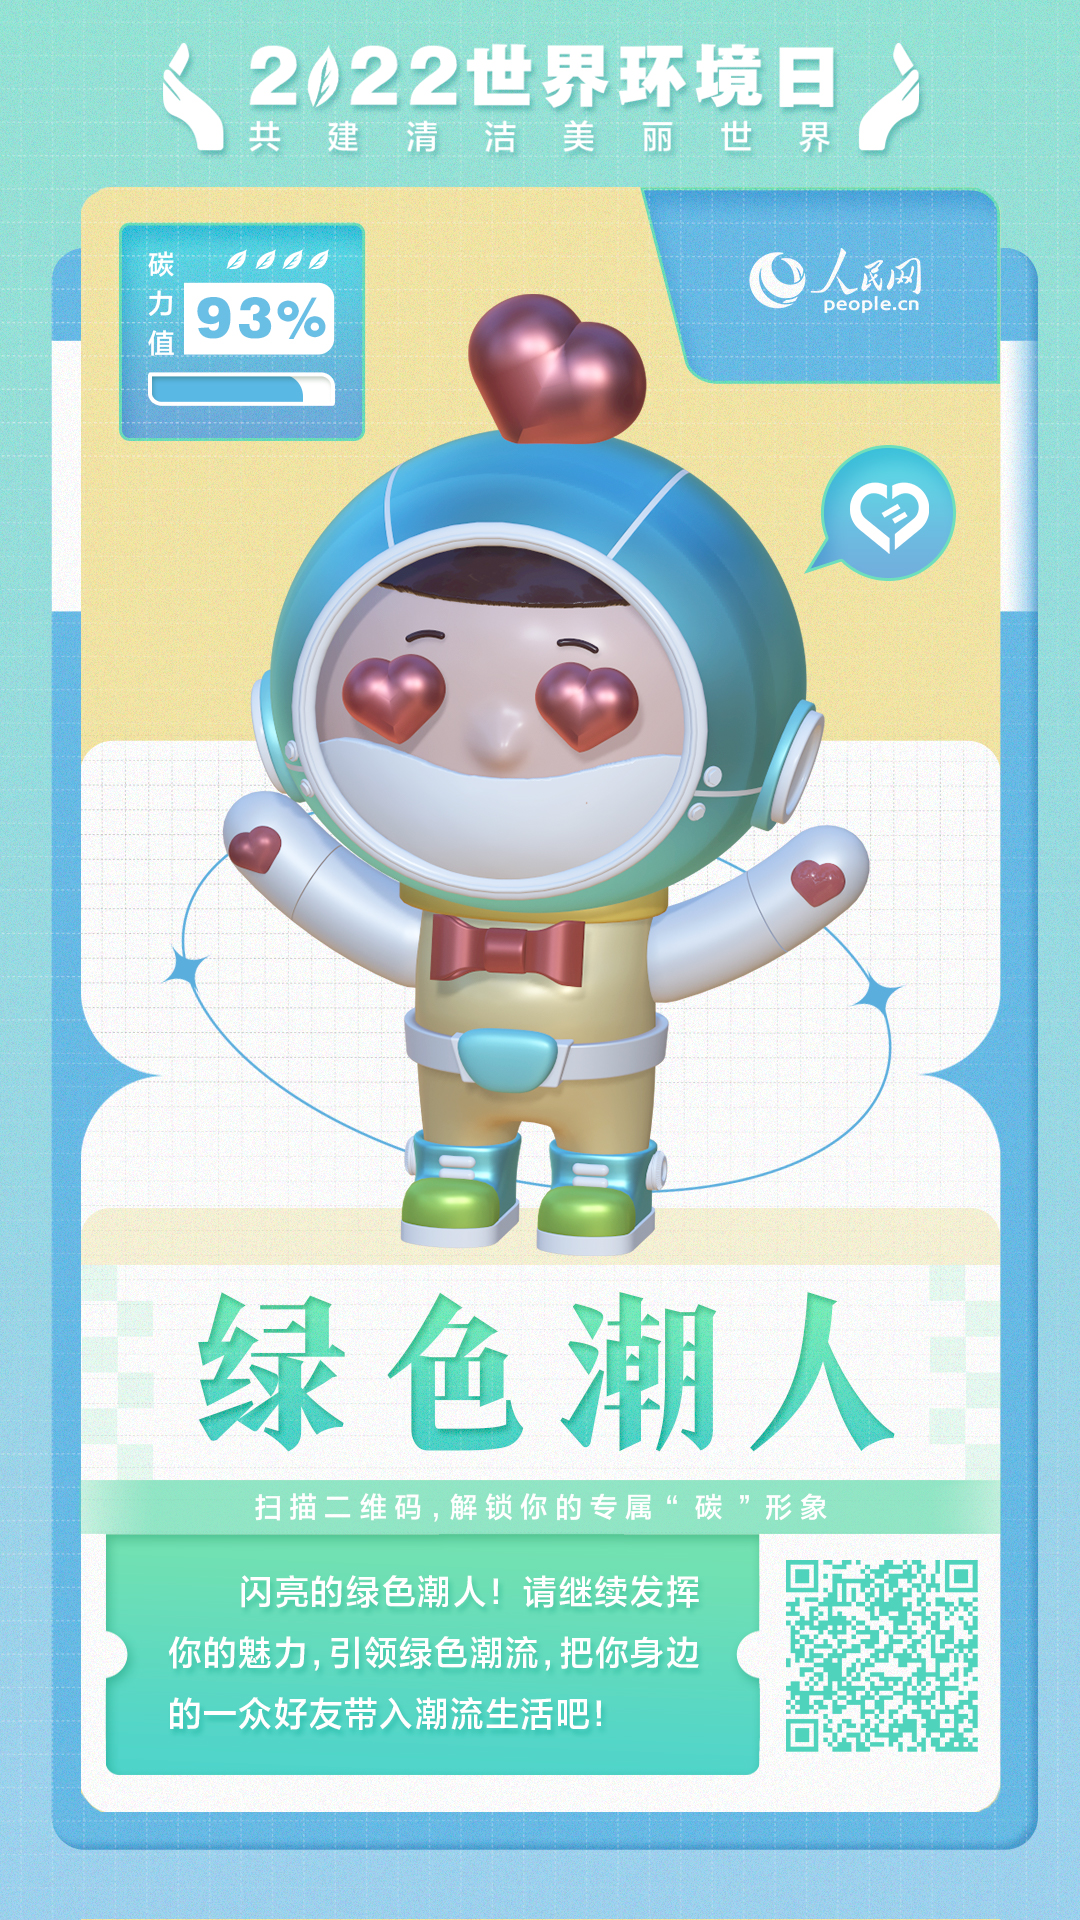 2022世界环境日
共建清洁美丽世界
碳力值
93%
人民网
people.cn
绿色潮人
扫描二维码,解锁你的专属“碳”形象
闪亮的绿色潮人！请继续发挥
你的魅力,引领绿色潮流,把你身边
的一众好友带入潮流生活吧!